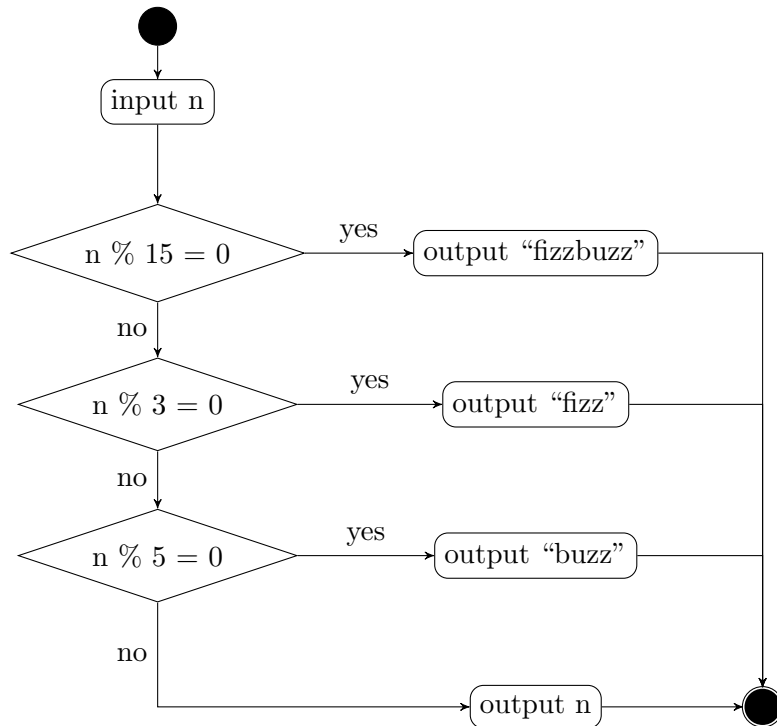 input n
n % 15 = 0
yes
output “fizzbuzz”
no
n % 3 = 0
yes
output “fizz”
no
n % 5 = 0
yes
output “buzz”
no
output n